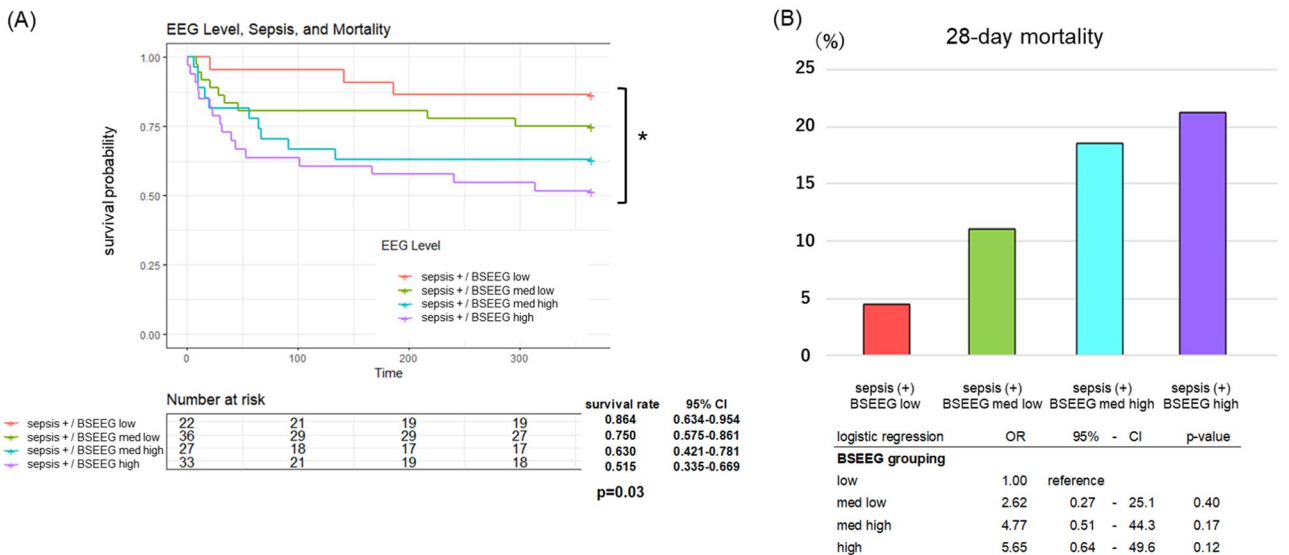 (A)
EEG Level, Sepsis, and Mortality
survival probability
1.00
0.75
0.50
0.25
0.00
*
EEG Level
sepsis + / BSEEG low
sepsis + / BSEEG med low
sepsis + / BSEEG med high
sepsis + / BSEEG high
0 100 200 300
Time
Number at risk survival rate 95% CI
sepsis + / BSEEG low 22 21 19 19 0.864 0.634-0.954
sepsis + / BSEEG med low 36 29 29 27 0.750 0.575-0.861
sepsis + / BSEEG med high 27 18 17 17 0.630 0.421-0.781
sepsis + / BSEEG high 33 21 19 18 0.515 0.335-0.669
p=0.03
(B)
(%)
28-day mortality
25
20
15
10
5
0
sepsis (+) sepsis (+) sepsis (+) sepsis (+)
BSEEG low BSEEG med low BSEEG med high BSEEG high
logistic regression OR 95% - CI p-value
BSEEG grouping
low 1.00 reference
med low 2.62 0.27 - 25.1 0.40
med high 4.77 0.51 - 44.3 0.17
high 5.65 0.64 - 49.6 0.12